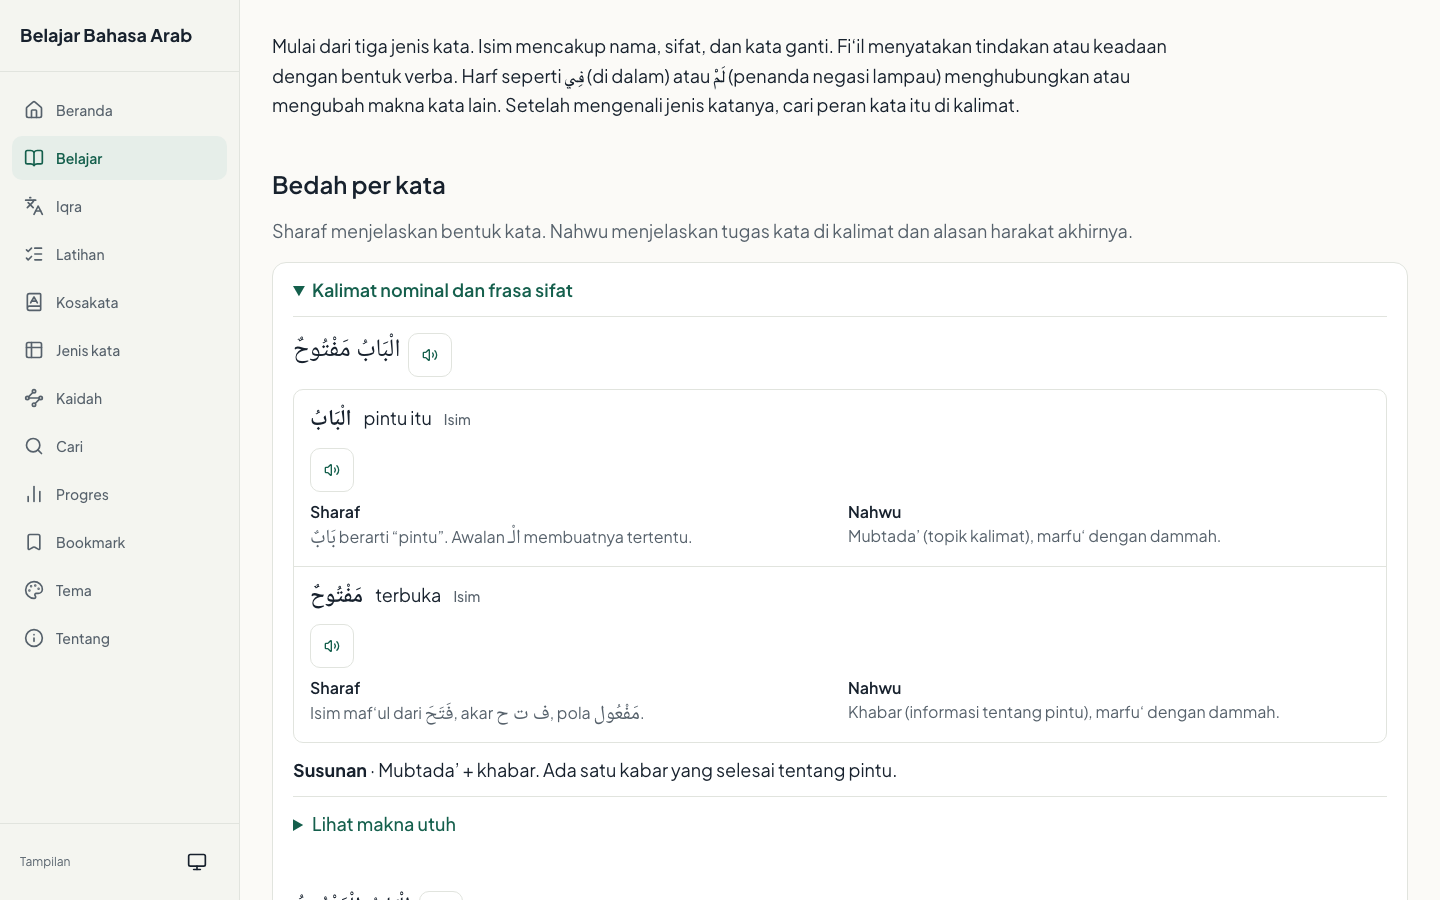 Belajar Bahasa Arab
Beranda
Belajar
Iqra
Latihan
Kosakata
Jenis kata
Kaidah
Cari
Progres
Bookmark
Tema
Tentang
Tampilan
Mulai dari tiga jenis kata. Isim mencakup nama, sifat, dan kata ganti. Fi‘il menyatakan tindakan atau keadaan
dengan bentuk verba. Harf seperti فِي (di dalam) atau لَمْ (penanda negasi lampau) menghubungkan atau
mengubah makna kata lain. Setelah mengenali jenis katanya, cari peran kata itu di kalimat.
Bedah per kata
Sharaf menjelaskan bentuk kata. Nahwu menjelaskan tugas kata di kalimat dan alasan harakat akhirnya.
Kalimat nominal dan frasa sifat
الْبَابُ مَفْتُوحٌ
الْبَابُ pintu itu Isim
Sharaf
بَابٌ berarti “pintu”. Awalan الْـ membuatnya tertentu.
Nahwu
Mubtada’ (topik kalimat), marfu‘ dengan dammah.
مَفْتُوحٌ terbuka Isim
Sharaf
Isim maf‘ul dari فَتَحَ, akar ف ت ح, pola مَفْعُول.
Nahwu
Khabar (informasi tentang pintu), marfu‘ dengan dammah.
Susunan · Mubtada’ + khabar. Ada satu kabar yang selesai tentang pintu.
Lihat makna utuh